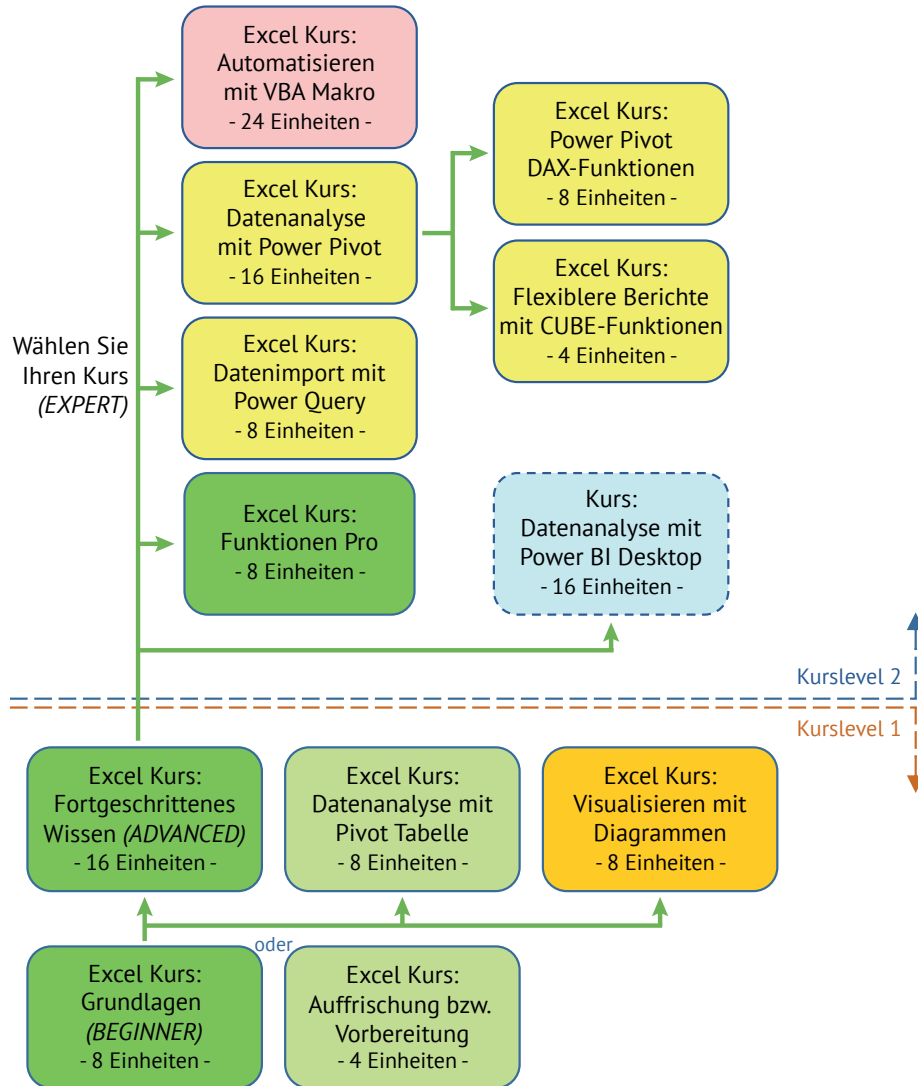 Excel Kurs:
Automatisieren
mit VBA Makro
- 24 Einheiten -
Excel Kurs:
Power Pivot
DAX-Funktionen
- 8 Einheiten -
Excel Kurs:
Datenanalyse
mit Power Pivot
- 16 Einheiten -
Excel Kurs:
Flexiblere Berichte
mit CUBE-Funktionen
- 4 Einheiten -
Wählen Sie
Ihren Kurs
(EXPERT)
Excel Kurs:
Datenimport mit
Power Query
- 8 Einheiten -
Excel Kurs:
Funktionen Pro
- 8 Einheiten -
Kurs:
Datenanalyse mit
Power BI Desktop
- 16 Einheiten -
Kurslevel 2
Kurslevel 1
Excel Kurs:
Fortgeschrittenes
Wissen (ADVANCED)
- 16 Einheiten -
Excel Kurs:
Datenanalyse mit
Pivot Tabelle
- 8 Einheiten -
Excel Kurs:
Visualisieren mit
Diagrammen
- 8 Einheiten -
oder
Excel Kurs:
Grundlagen
(BEGINNER)
- 8 Einheiten -
Excel Kurs:
Auffrischung bzw.
Vorbereitung
- 4 Einheiten -